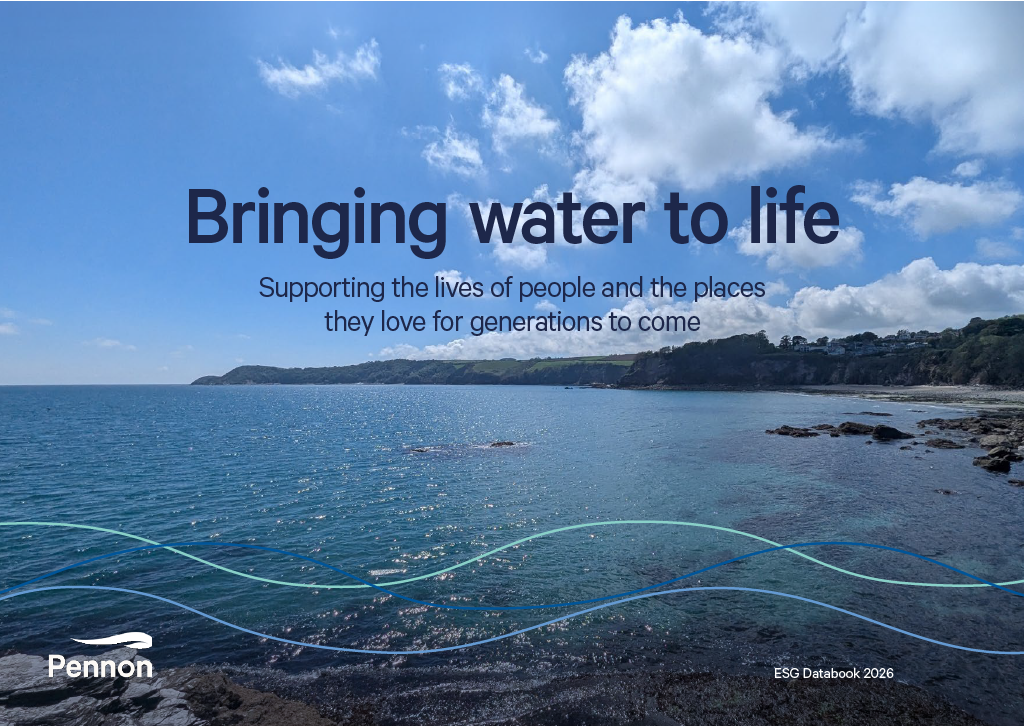 Bringing water to life
Supporting the lives of people and the places
they love for generations to come
Pennon
ESG Databook 2026